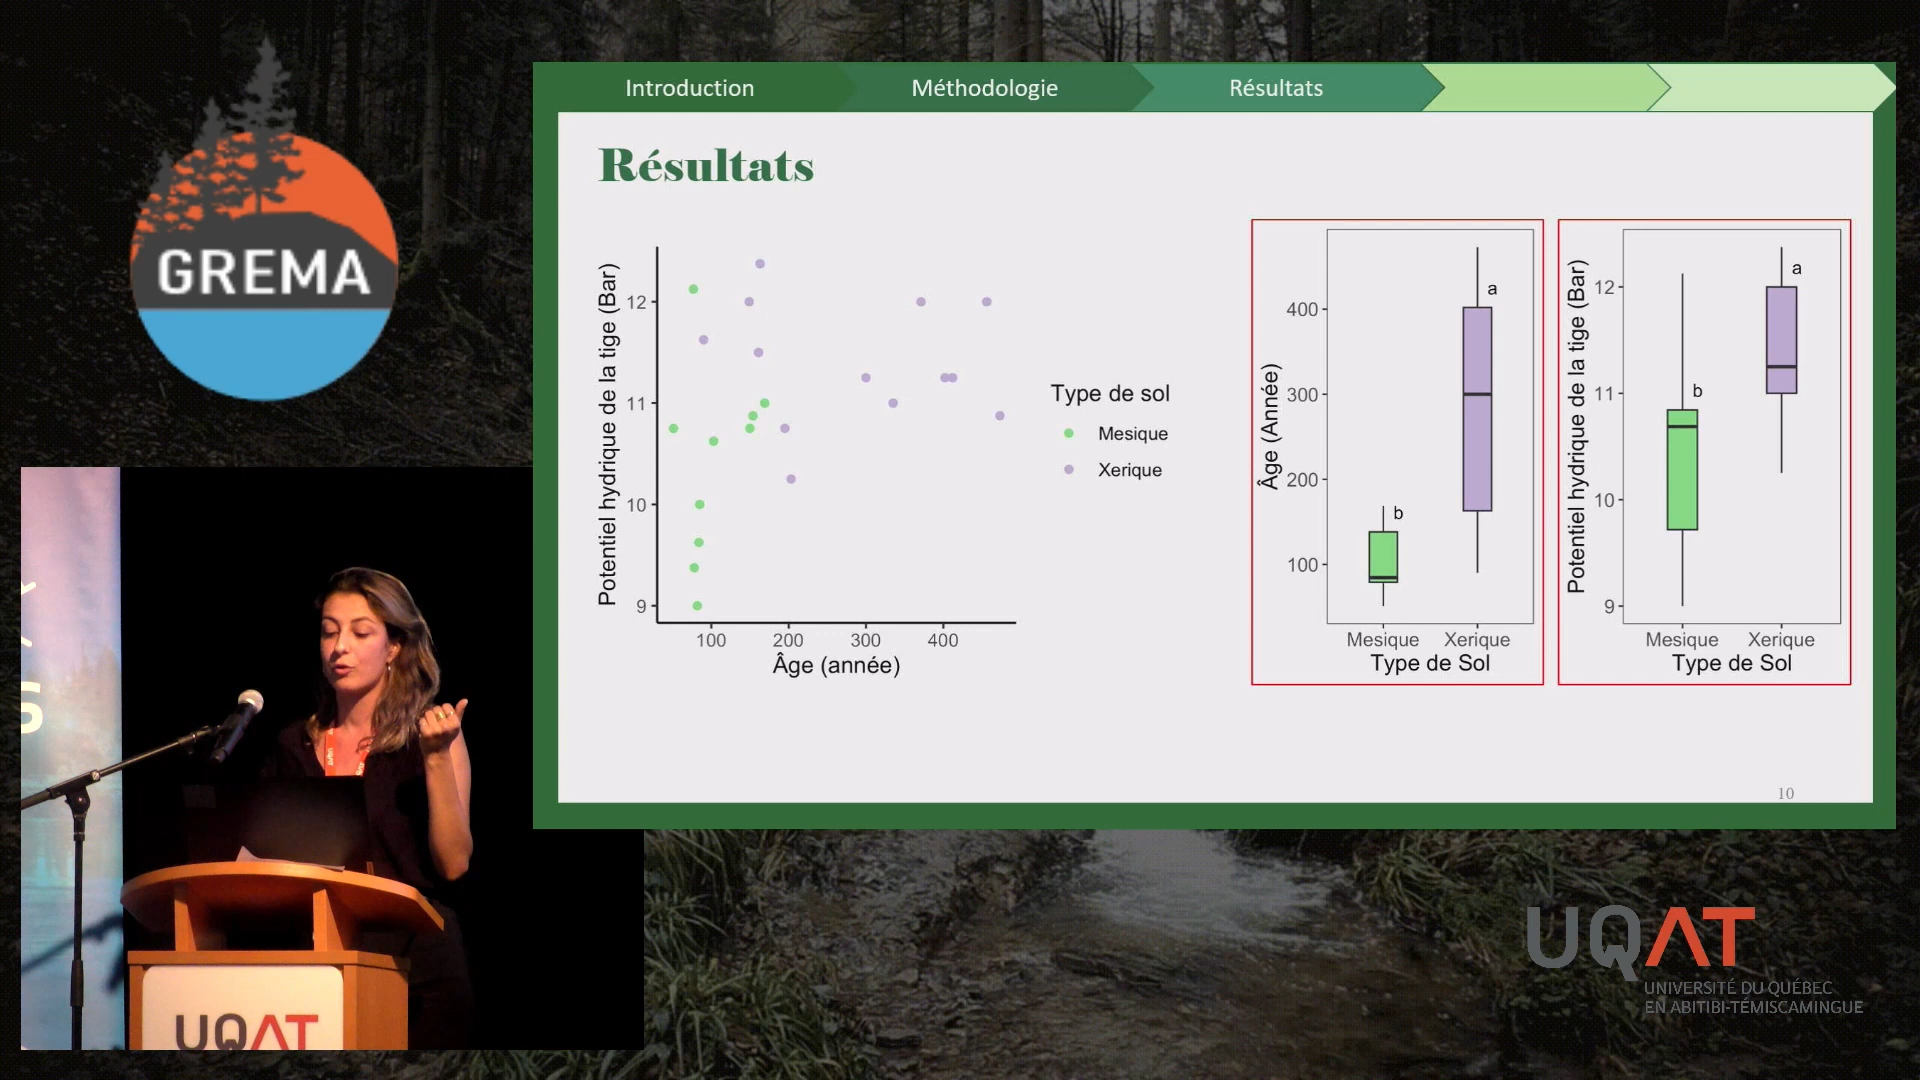 GREMA
Introduction
Méthodologie
Résultats
Résultats
Potentiel hydrique de la tige (Bar)
12
11
10
9
100
200
300
400
Âge (année)
Type de sol
Mesique
Xerique
Âge (Année)
400
300
200
100
a
b
Mesique
Xerique
Type de Sol
Potentiel hydrique de la tige (Bar)
12
11
10
9
a
b
Mesique
Xerique
Type de Sol
10
S
UQAT
UQAT
UNIVERSITÉ DU QUÉBEC
EN ABITIBI-TÉMISCAMINGUE